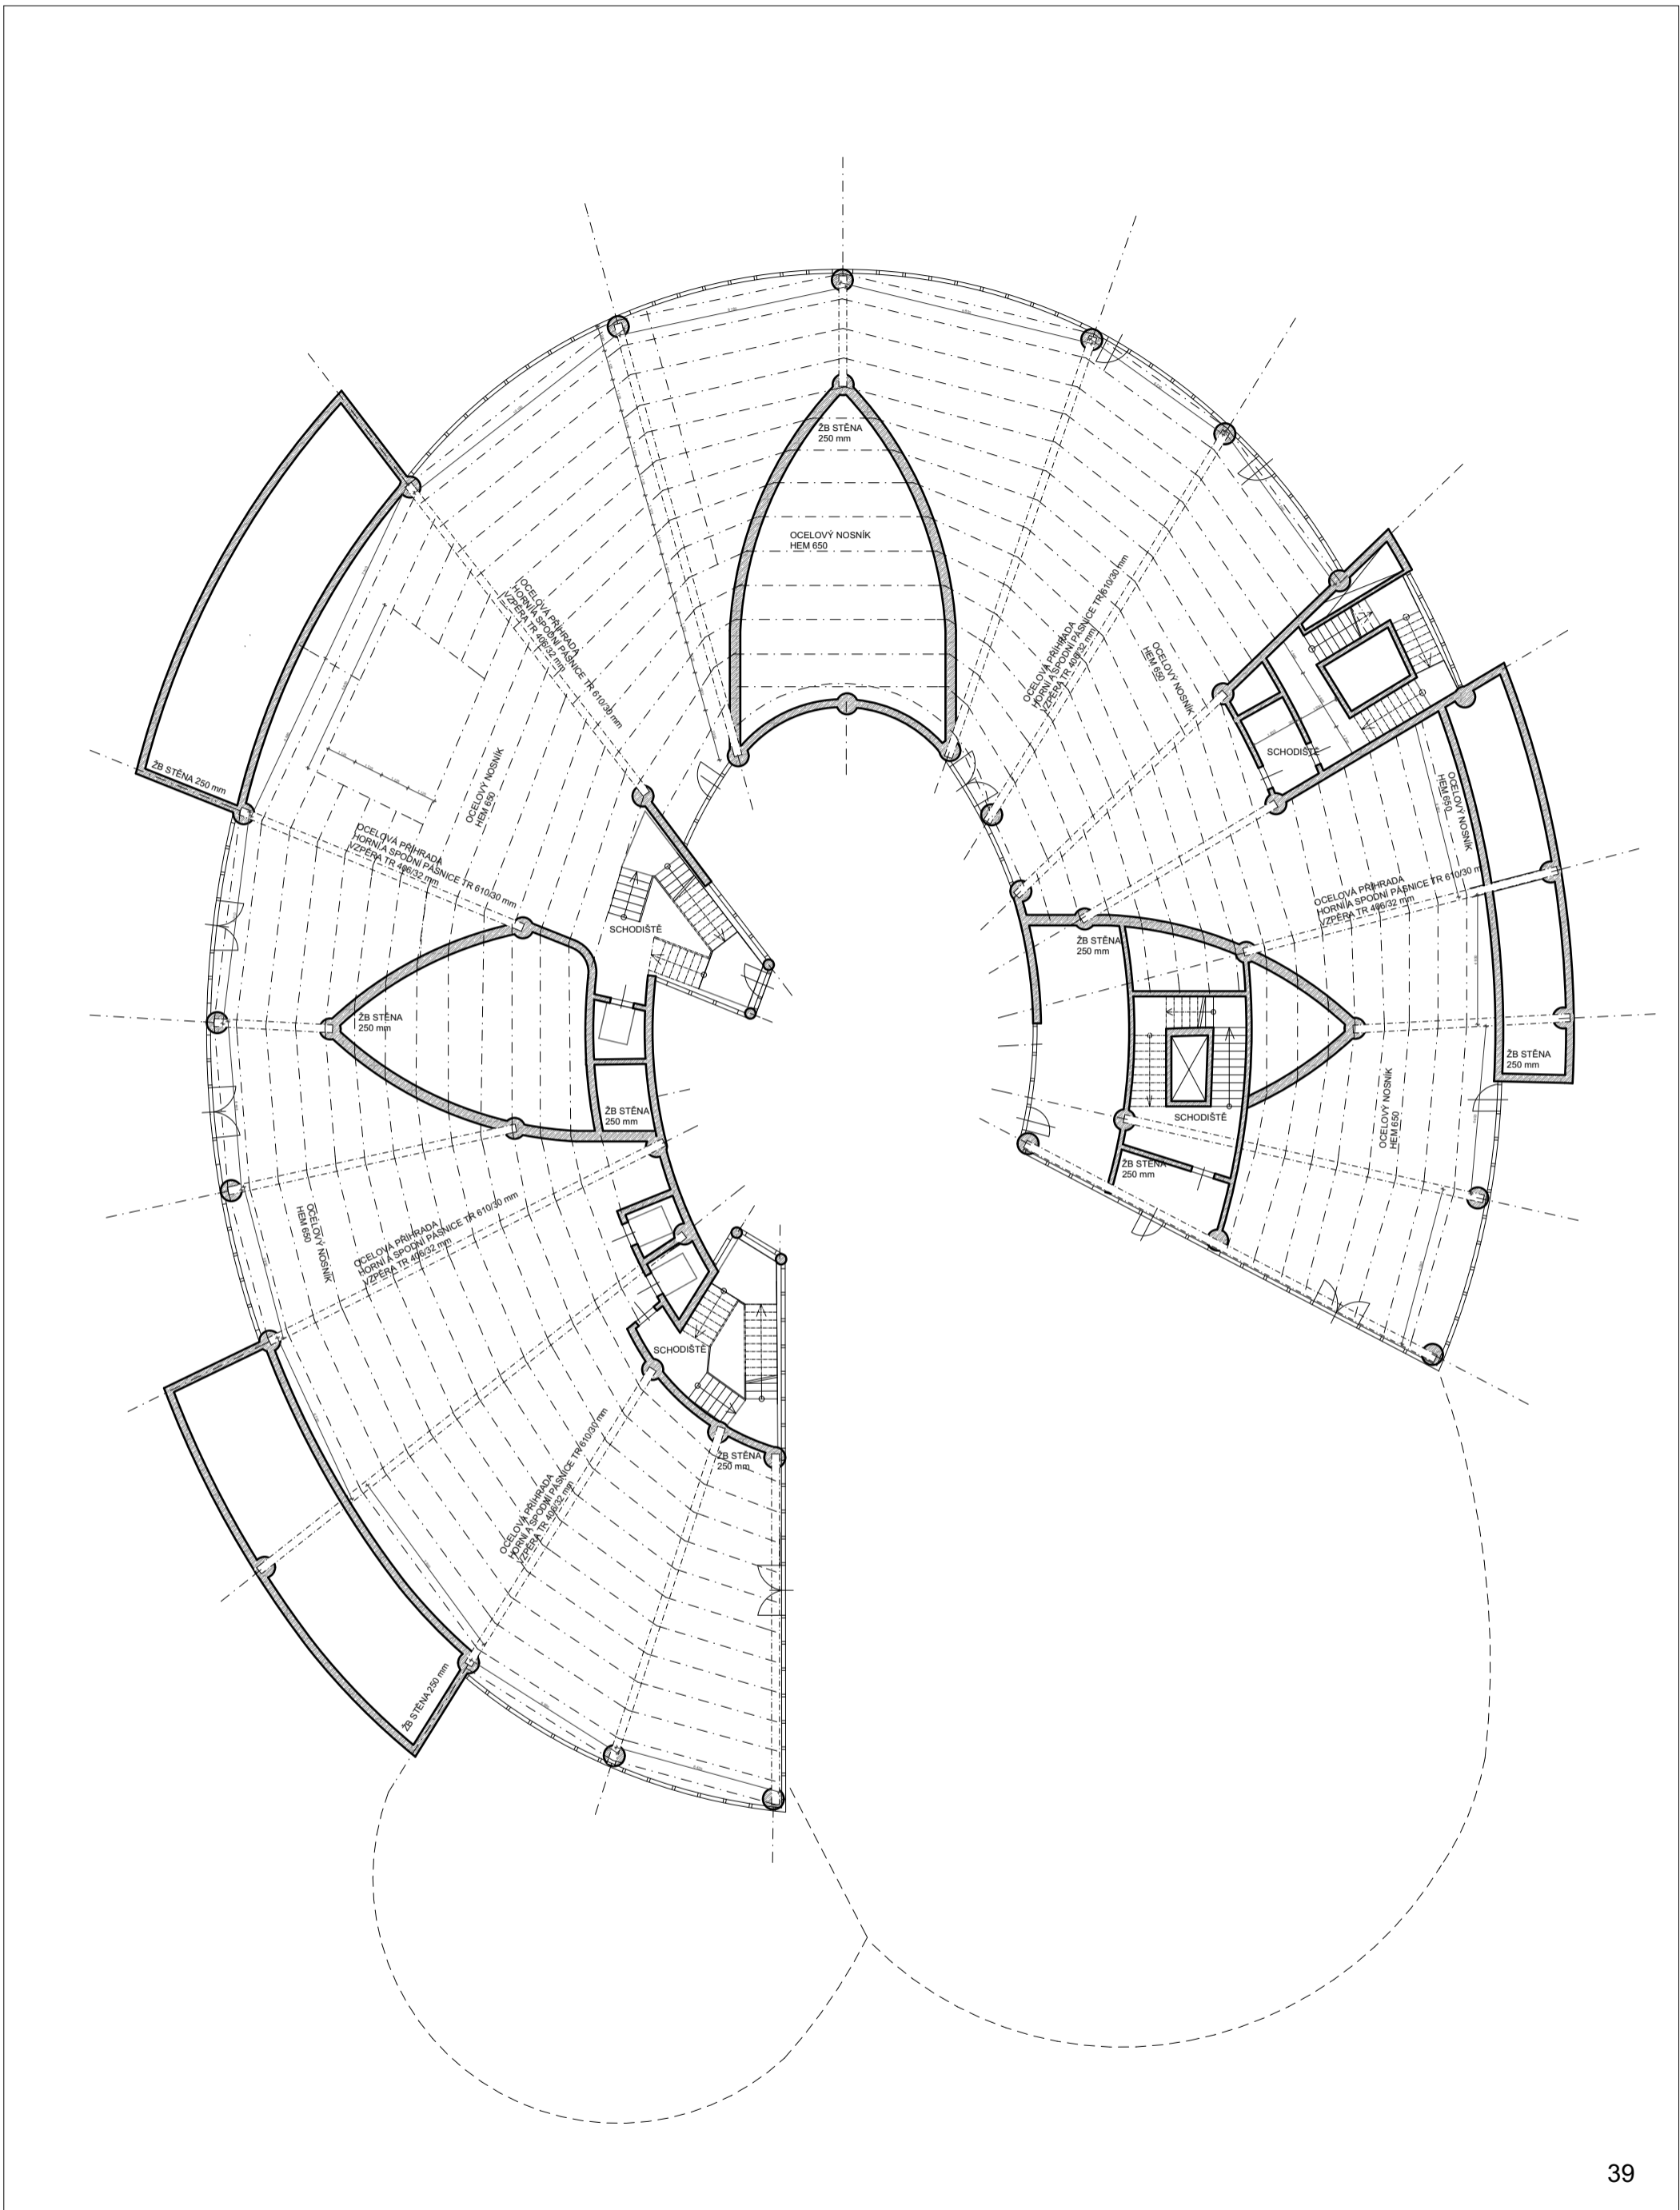 ŽB STĚNA
250 mm
OCELOVÝ NOSNÍK
HEM 650
OCELOVÁ PŘÍHRADA
HORNÍ A SPODNÍ PÁSNICE TR 610/30 mm
VZPĚRA TR 406/32 mm
OCELOVÁ PŘÍHRADA
HORNÍ A SPODNÍ PÁSNICE TR 610/30 mm
VZPĚRA TR 406/32 mm
OCELOVÝ NOSNÍK
HEM 650
SCHODIŠTĚ
OCELOVÝ NOSNÍK
HEM 650
ŽB STĚNA 250 mm
OCELOVÝ NOSNÍK
HEM 650
OCELOVÁ PŘÍHRADA
HORNÍ A SPODNÍ PÁSNICE TR 610/30 mm
VZPĚRA TR 406/32 mm
OCELOVÁ PŘÍHRADA
HORNÍ A SPODNÍ PÁSNICE TR 610/30 m
VZPĚRA TR 406/32 mm
SCHODIŠTĚ
ŽB STĚNA
250 mm
ŽB STĚNA
250 mm
ŽB STĚNA
250 mm
ŽB STĚNA
250 mm
SCHODIŠTĚ
OCELOVÝ NOSNÍK
HEM 650
ŽB STĚNA
250 mm
OCELOVÝ NOSNÍK
HEM 650
OCELOVÁ PŘÍHRADA
HORNÍ A SPODNÍ PÁSNICE TR 610/30 mm
VZPĚRA TR 406/32 mm
SCHODIŠTĚ
OCELOVÁ PŘÍHRADA
HORNÍ A SPODNÍ PÁSNICE TR 610/30 mm
VZPĚRA TR 406/32 mm
ŽB STĚNA
250 mm
ŽB STĚNA 250 mm
39